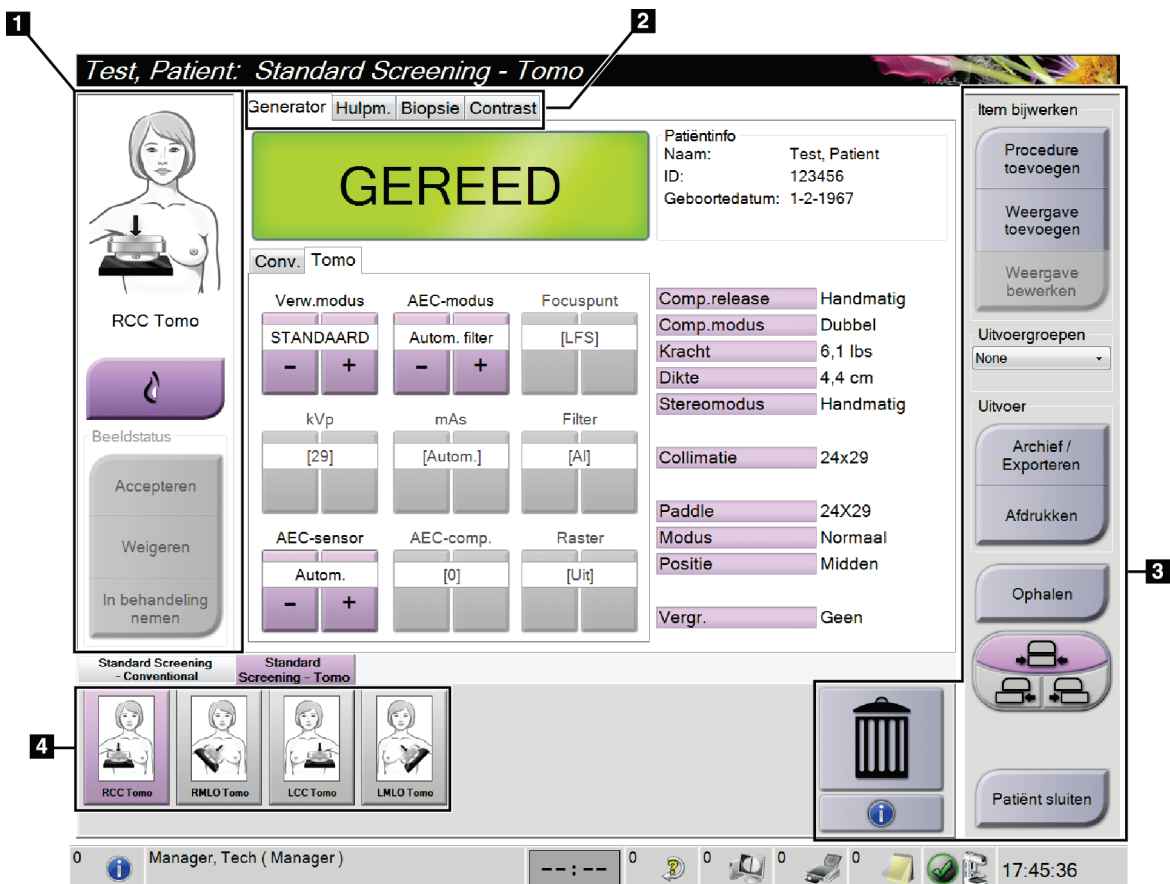 1
2
Test, Patient: Standard Screening - Tomo
RCC Tomo
Beeldstatus
Accepteren
Weigeren
In behandeling
nemen
Generator Hulpm. Biopsie Contrast
GEREED
Patiëntinfo
Naam: Test, Patient
ID: 123456
Geboortedatum: 1-2-1967
Conv. Tomo
Verw.modus AEC-modus Focuspunt
STANDAARD Autom. filter [LFS]
- + - +
kVp mAs Filter
[29] [Autom.] [Al]
AEC-sensor AEC-comp. Raster
Autom. [0] [Uit]
- +
Comp.release Handmatig
Comp.modus Dubbel
Kracht 6,1 lbs
Dikte 4,4 cm
Stereomodus Handmatig
Collimatie 24x29
Paddle 24X29
Modus Normaal
Positie Midden
Vergr. Geen
Item bijwerken
Procedure
toevoegen
Weergave
toevoegen
Weergave
bewerken
Uitvoergroepen
None
Uitvoer
Archief /
Exporteren
Afdrukken
Ophalen
Patiënt sluiten
3
Standard Screening
- Conventional
Standard
Screening - Tomo
4
RCC Tomo RMLO Tomo LCC Tomo LMLO Tomo
0 Manager, Tech ( Manager ) --:-- 0 0 0 0 17:45:36